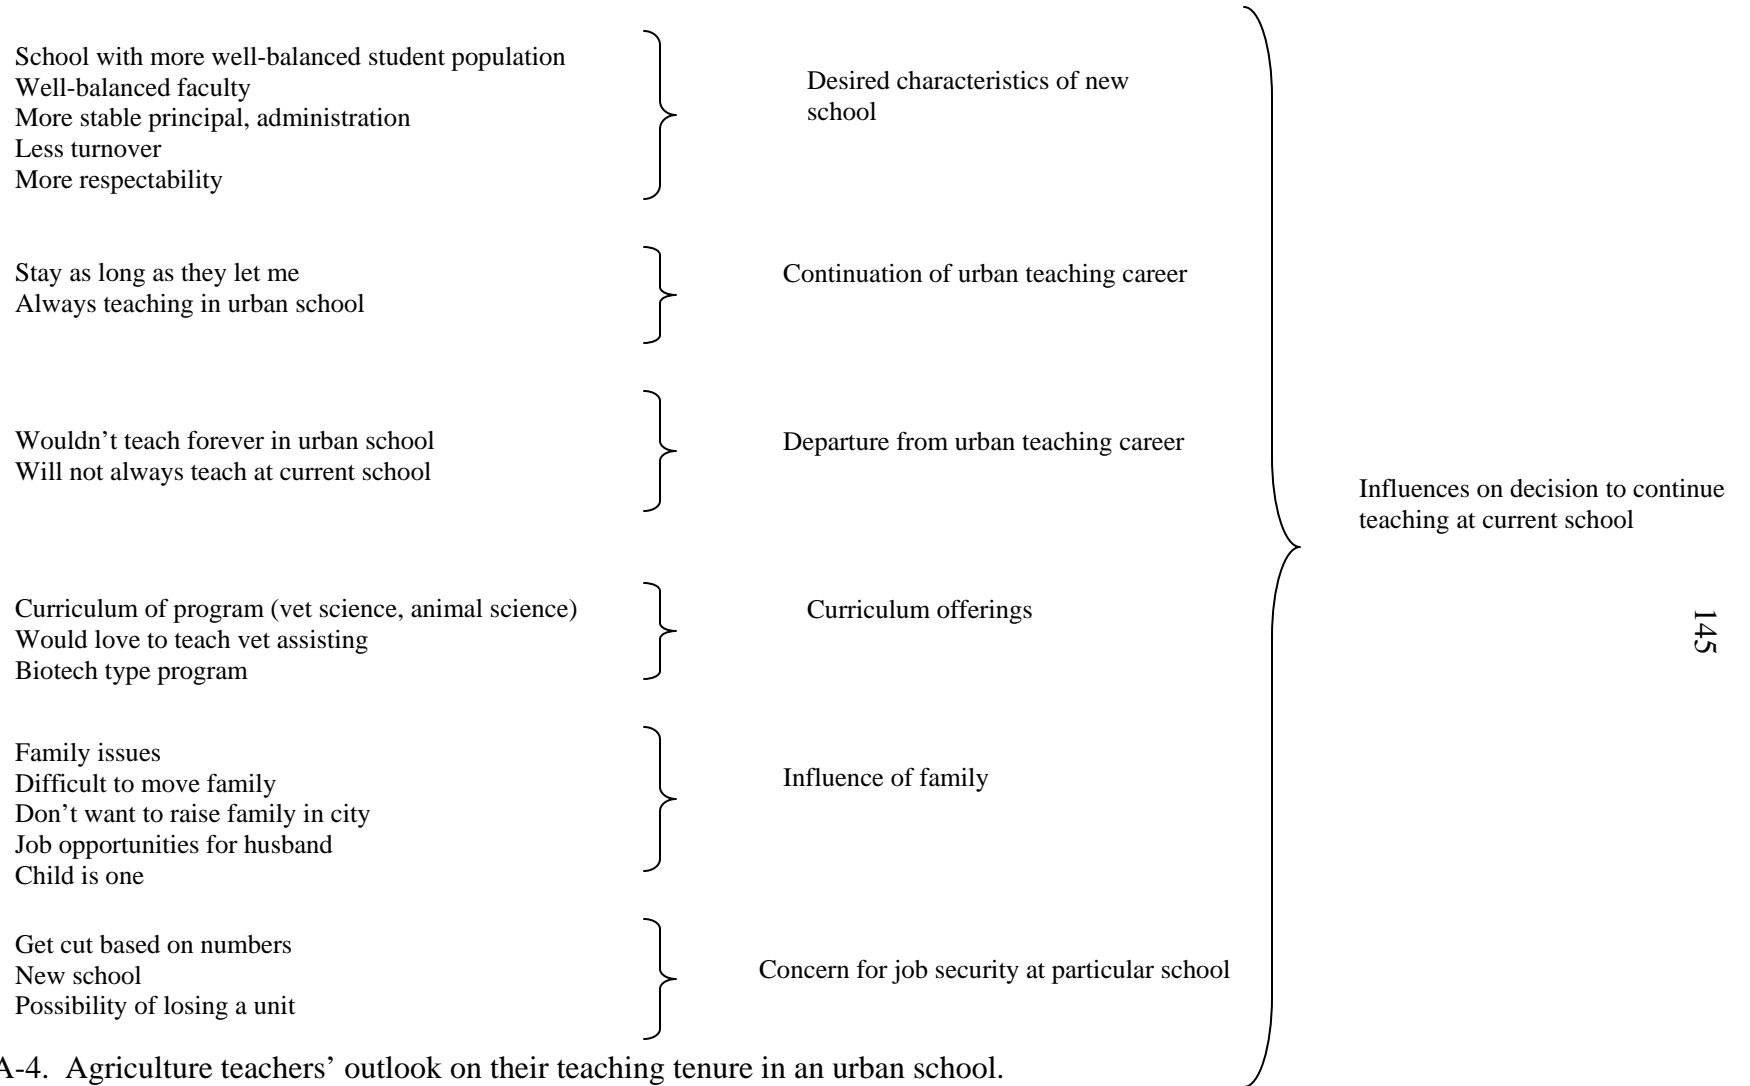 School with more well-balanced student population
Well-balanced faculty
More stable principal, administration
Less turnover
More respectability
Desired characteristics of new
school
Stay as long as they let me
Always teaching in urban school
Continuation of urban teaching career
Wouldn’t teach forever in urban school
Will not always teach at current school
Departure from urban teaching career
Curriculum of program (vet science, animal science)
Would love to teach vet assisting
Biotech type program
Curriculum offerings
Family issues
Difficult to move family
Don’t want to raise family in city
Job opportunities for husband
Child is one
Influence of family
Get cut based on numbers
New school
Possibility of losing a unit
Concern for job security at particular school
Influences on decision to continue
teaching at current school
145
A-4. Agriculture teachers’ outlook on their teaching tenure in an urban school.